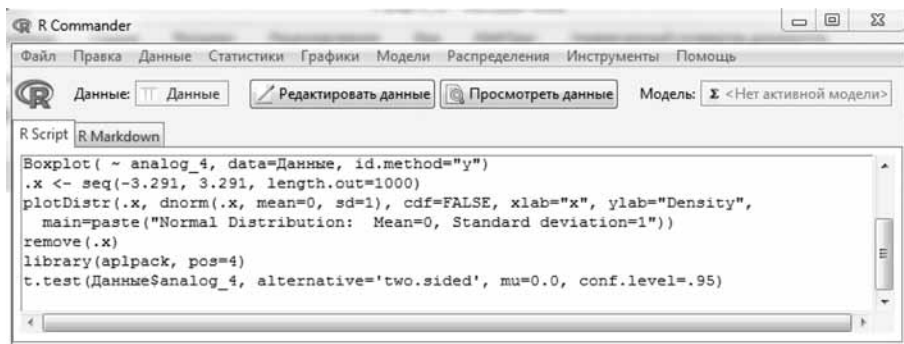 R Commander
Файл Правка Данные Статистики Графики Модели Распределения Инструменты Помощь
Данные: Данные Редактировать данные Просмотреть данные Модель: Σ <Нет активной модели>
R Script R Markdown
Boxplot( ~ analog_4, data=Данные, id.method="y")
.x <- seq(-3.291, 3.291, length.out=1000)
plotDistr(.x, dnorm(.x, mean=0, sd=1), cdf=FALSE, xlab="x", ylab="Density",
main=paste("Normal Distribution:  Mean=0, Standard deviation=1"))
remove(.x)
library(aplpack, pos=4)
t.test(Данные$analog_4, alternative='two.sided', mu=0.0, conf.level=.95)